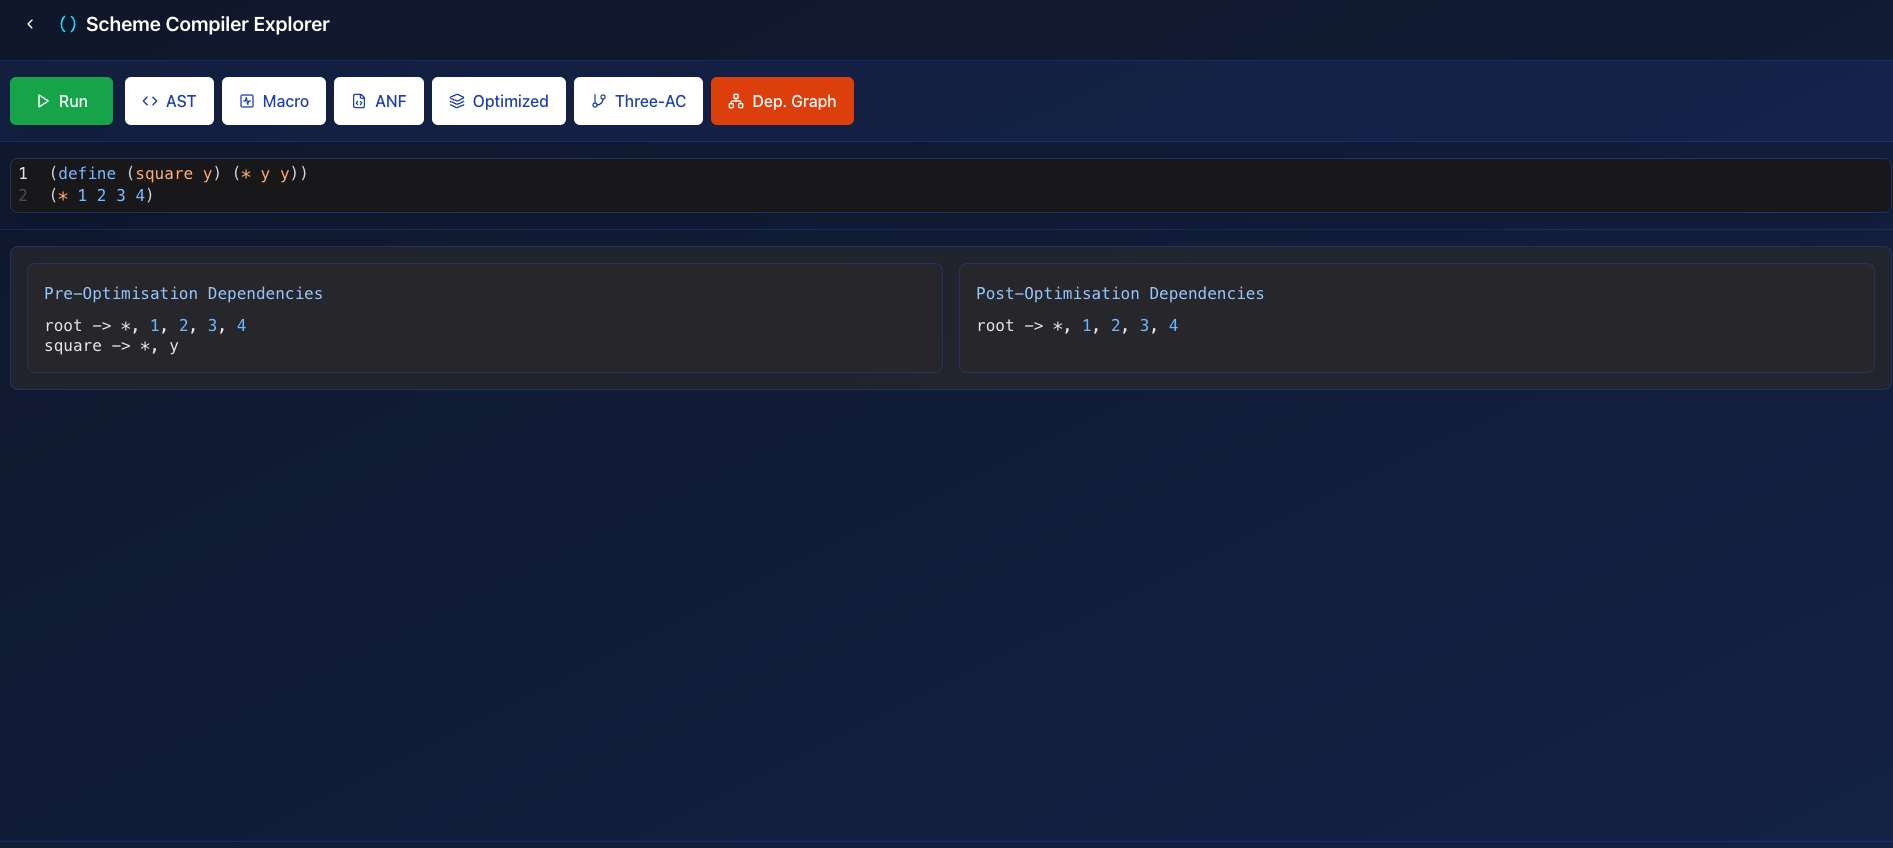 Scheme Compiler Explorer
Run AST Macro ANF Optimized Three-AC Dep. Graph
1 (define (square y) (* y y))
2 (* 1 2 3 4)
Pre-Optimisation Dependencies
root -> *, 1, 2, 3, 4
square -> *, y
Post-Optimisation Dependencies
root -> *, 1, 2, 3, 4